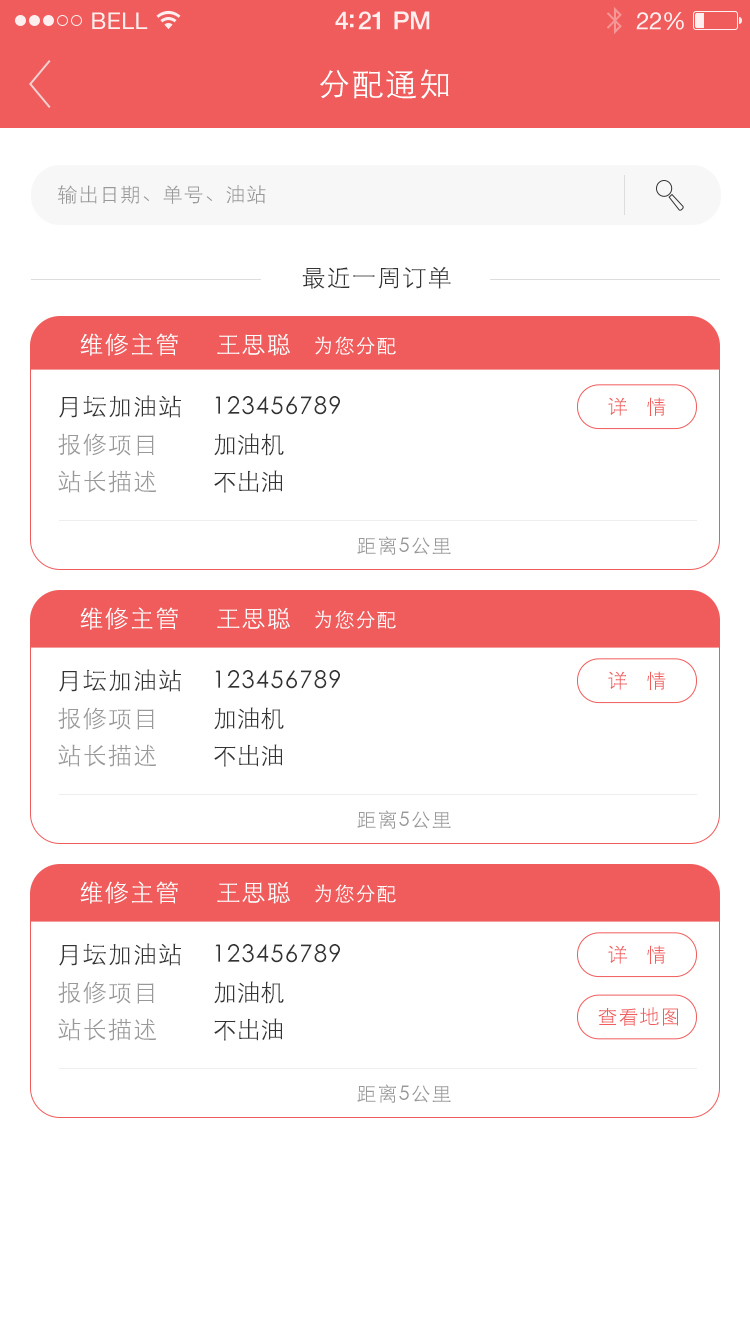 BELL 4:21 PM 22%
分配通知
输出日期、单号、油站
最近一周订单
维修主管 王思聪 为您分配
月坛加油站 123456789 详 情
报修项目 加油机
站长描述 不出油
距离5公里
维修主管 王思聪 为您分配
月坛加油站 123456789 详 情
报修项目 加油机
站长描述 不出油
距离5公里
维修主管 王思聪 为您分配
月坛加油站 123456789 详 情
报修项目 加油机
查看地图
站长描述 不出油
距离5公里